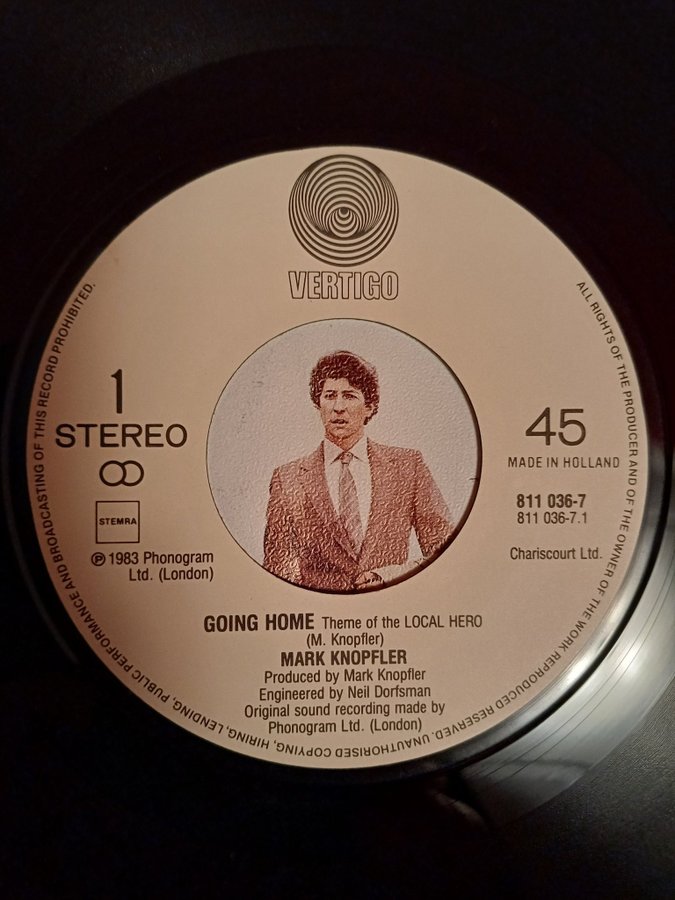 VERTIGO
1
STEREO
STEMRA
℗ 1983 Phonogram
Ltd. (London)
45
MADE IN HOLLAND
811 036-7
811 036-7.1
Chariscourt Ltd.
GOING HOME Theme of the LOCAL HERO
(M. Knopfler)
MARK KNOPFLER
Produced by Mark Knopfler
Engineered by Neil Dorfsman
Original sound recording made by
Phonogram Ltd. (London)
ALL RIGHTS OF THE PRODUCER AND OF THE OWNER OF THE WORK REPRODUCED RESERVED. UNAUTHORISED COPYING, HIRING, LENDING, PUBLIC PERFORMANCE AND BROADCASTING OF THIS RECORD PROHIBITED.